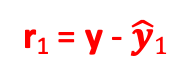 r₁ = y - ŷ₁